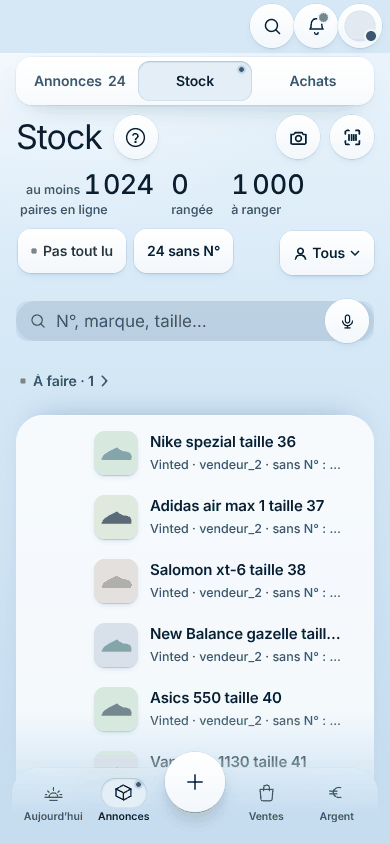 Annonces 24 Stock Achats
Stock
au moins 1 024 0 1 000
paires en ligne rangée à ranger
Pas tout lu 24 sans N° Tous
N°, marque, taille…
À faire · 1
Nike spezial taille 36
Vinted · vendeur_2 · sans N° : …
Adidas air max 1 taille 37
Vinted · vendeur_2 · sans N° : …
Salomon xt-6 taille 38
Vinted · vendeur_2 · sans N° : …
New Balance gazelle taill…
Vinted · vendeur_2 · sans N° : …
Asics 550 taille 40
Vinted · vendeur_2 · sans N° : …
1130 taille 41
Aujourd'hui Annonces Ventes Argent